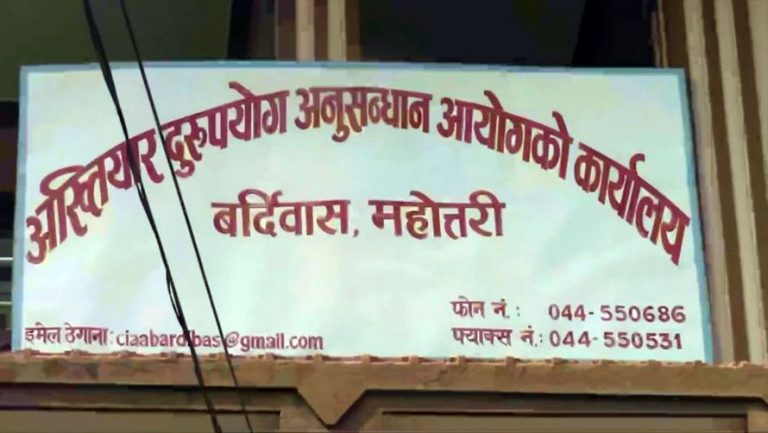 अख्तियार दुरुपयोग अनुसन्धान आयोगको कार्यालय
बर्दिवास, महोत्तरी
फोन नं.: 044-550686
इमेल ठेगाना: ciaabardibas@gmail.com फ्याक्स नं.: 044-550531